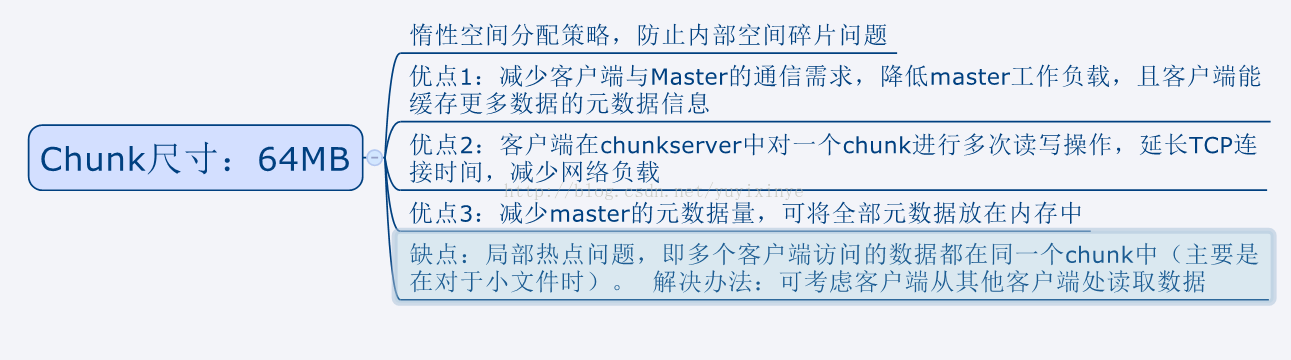 Chunk尺寸：64MB
惰性空间分配策略，防止内部空间碎片问题
优点1：减少客户端与Master的通信需求，降低master工作负载，且客户端能
缓存更多数据的元数据信息
优点2：客户端在chunkserver中对一个chunk进行多次读写操作，延长TCP连
接时间，减少网络负载
http://blog.csdn.net/yuyixinye
优点3：减少master的元数据量，可将全部元数据放在内存中
缺点：局部热点问题，即多个客户端访问的数据都在同一个chunk中（主要是
在对于小文件时）。 解决办法：可考虑客户端从其他客户端处读取数据